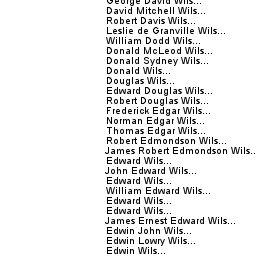 George David Wils...
David Mitchell Wils...
Robert Davis Wils...
Leslie de Granville Wils...
William Dodd Wils...
Donald McLeod Wils...
Donald Sydney Wils...
Donald Wils...
Douglas Wils...
Edward Douglas Wils...
Robert Douglas Wils...
Frederick Edgar Wils...
Norman Edgar Wils...
Thomas Edgar Wils...
Robert Edmondson Wils...
James Robert Edmondson Wils..
Edward Wils...
John Edward Wils...
Edward Wils...
William Edward Wils...
Edward Wils...
Edward Wils...
James Ernest Edward Wils...
Edwin John Wils...
Edwin Lowry Wils...
Edwin Wils...